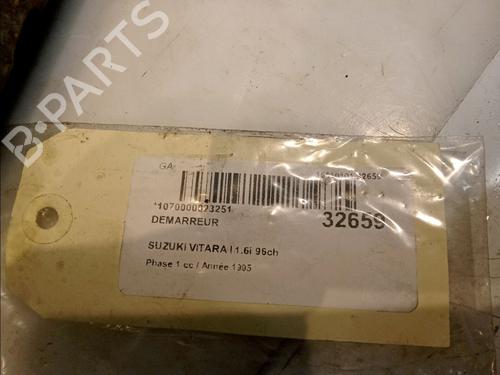 B-PARTS
GA
*1070000023251
DEMARREUR
32659
SUZUKI VITARA I 1.6i 96ch
Phase 1 cc / Année 1995